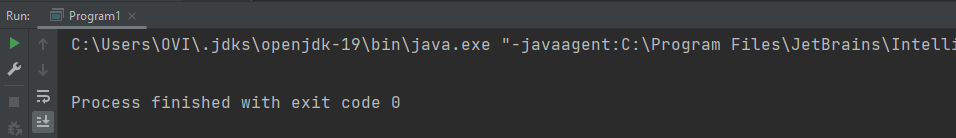 Run: Program1
C:\Users\OVI\.jdks\openjdk-19\bin\java.exe "-javaagent:C:\Program Files\JetBrains\Intelli
Process finished with exit code 0